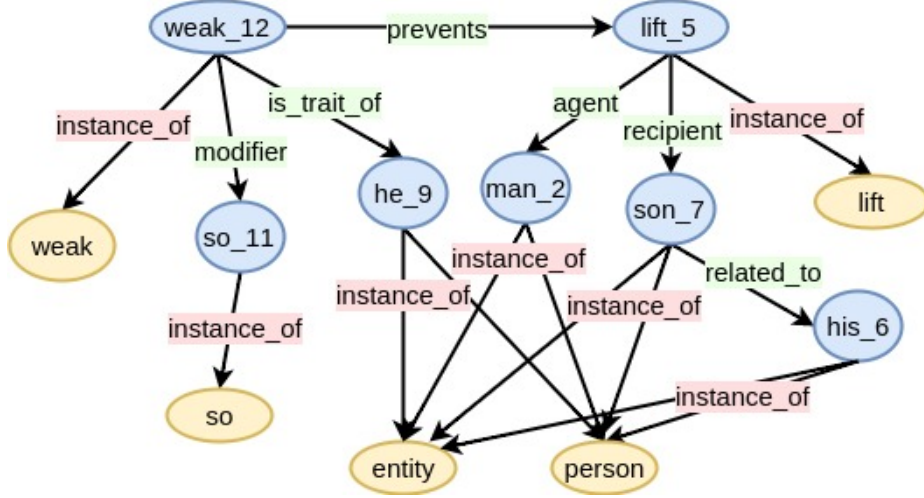 weak_12 prevents lift_5
is_trait_of agent
instance_of recipient instance_of
modifier
he_9 man_2 son_7 lift
weak so_11
instance_of related_to
instance_of instance_of
instance_of his_6
instance_of
so
entity person